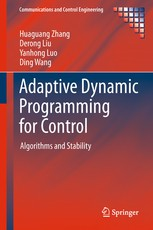 Communications and Control Engineering
Huaguang Zhang
Derong Liu
Yanhong Luo
Ding Wang
Adaptive Dynamic
Programming
for Control
Algorithms and Stability
Springer